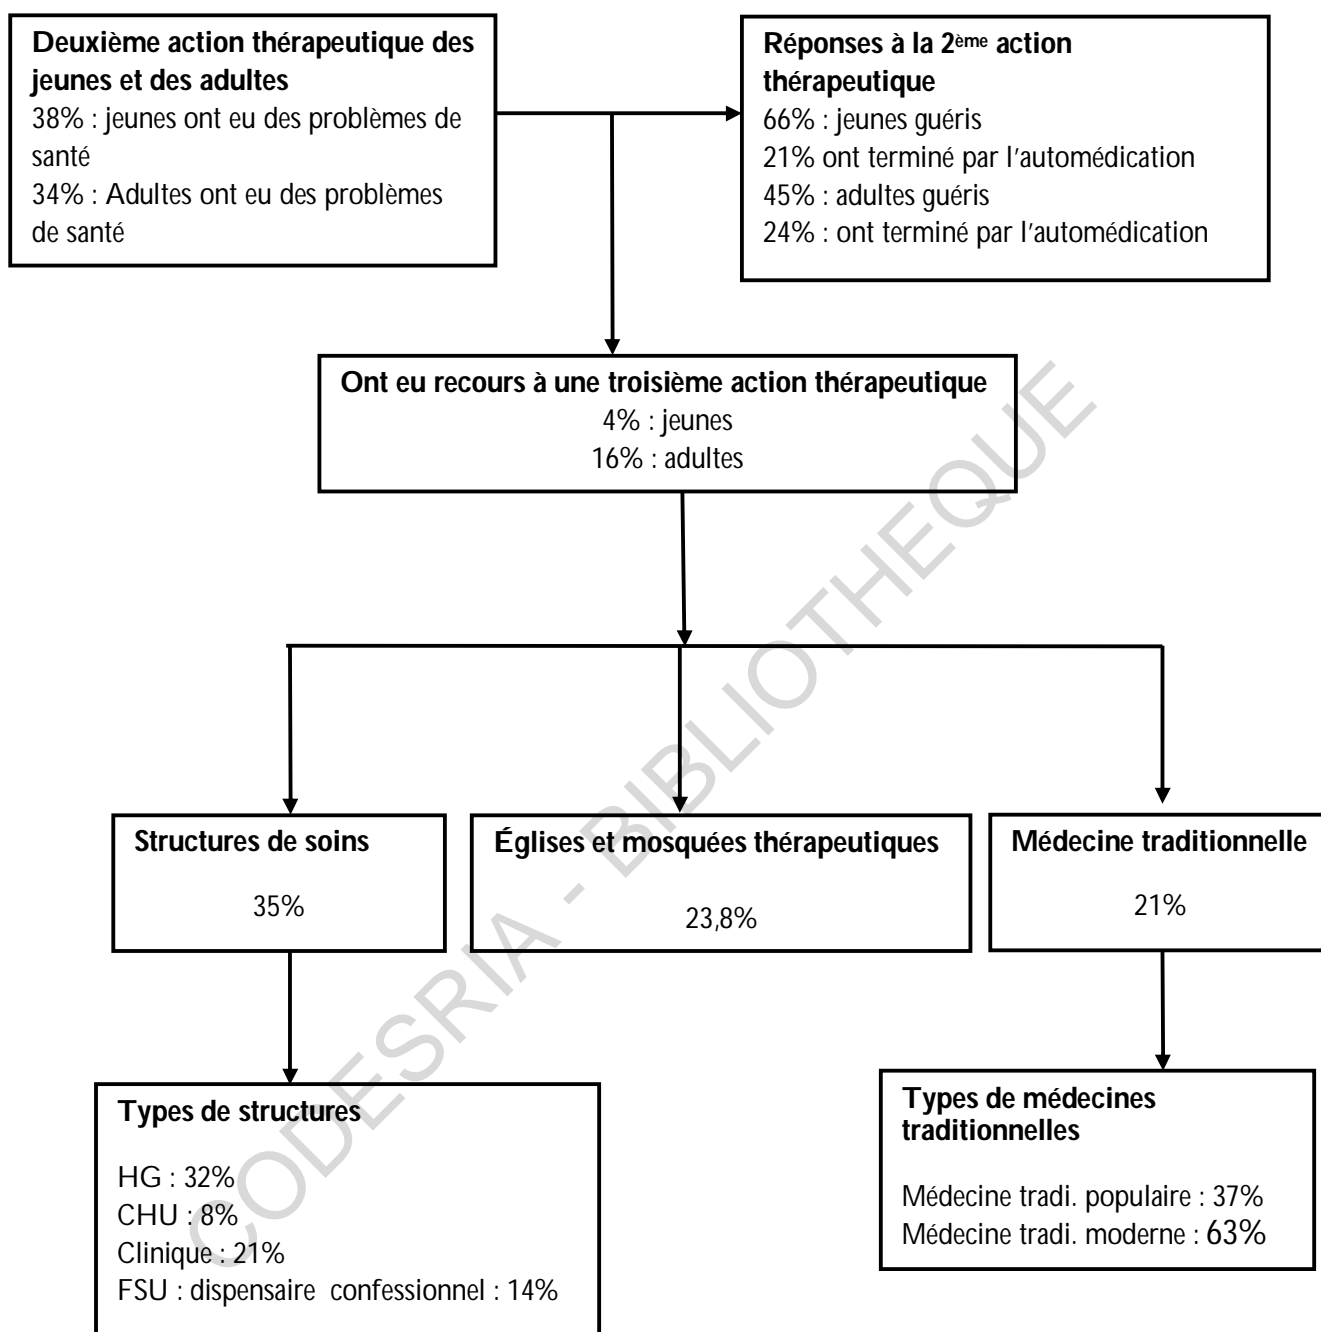 Deuxième action thérapeutique des
jeunes et des adultes
38% : jeunes ont eu des problèmes de
santé
34% : Adultes ont eu des problèmes
de santé
Réponses à la 2ème action
thérapeutique
66% : jeunes guéris
21% ont terminé par l'automédication
45% : adultes guéris
24% : ont terminé par l'automédication
Ont eu recours à une troisième action thérapeutique
4% : jeunes
16% : adultes
Structures de soins
35%
Églises et mosquées thérapeutiques
23,8%
Médecine traditionnelle
21%
Types de structures
HG : 32%
CHU : 8%
Clinique : 21%
FSU : dispensaire confessionnel : 14%
Types de médecines
traditionnelles
Médecine tradi. populaire : 37%
Médecine tradi. moderne : 63%
CODESRIA - BIBLIOTHEQUE